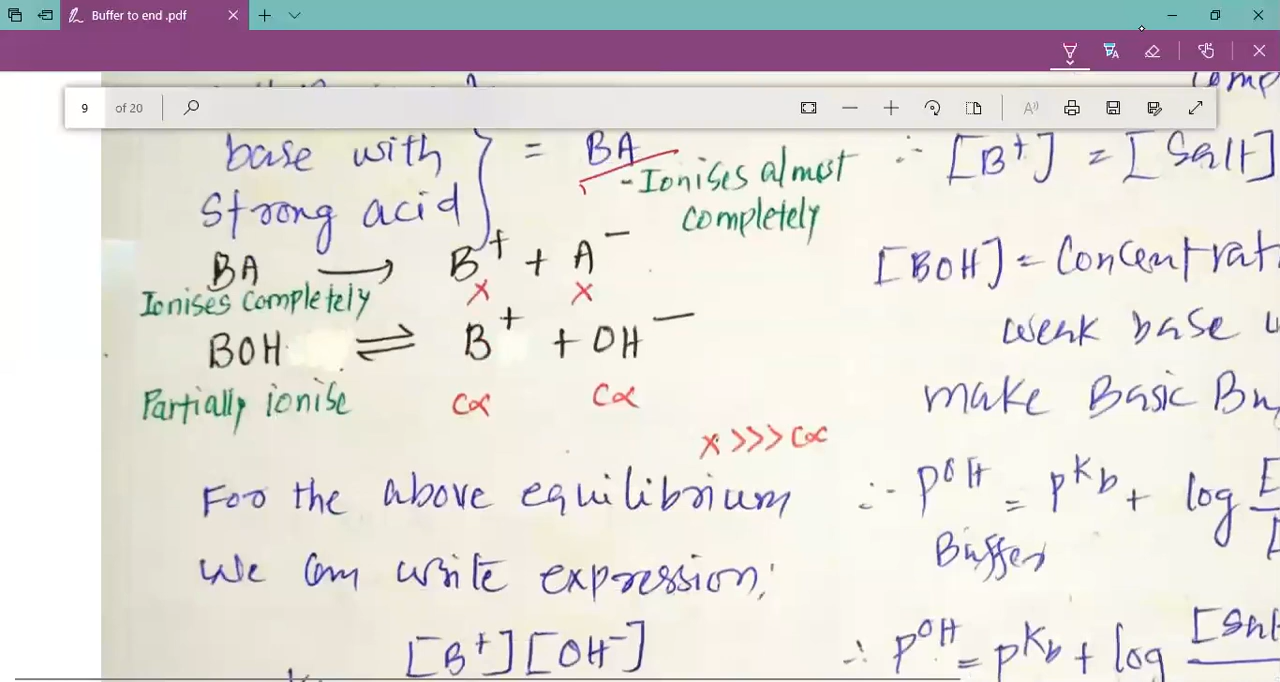 Buffer to end .pdf
9 of 20
base with
strong acid } = BA
- Ionises almost
completely
BA ⟶ B⁺ + A⁻
Ionises Completely
x x
BOH ⇌ B⁺ + OH⁻
Partially ionise
Cα Cα
x >>> Cα
For the above equilibrium
We can write expression;
[B⁺][OH⁻]
∴ [B⁺] = [Salt]
[BOH] = Concentrat
weak base u
make Basic Bu
∴ pOH = pKb + log [
Buffer
∴ pOH = pKb + log [Sal